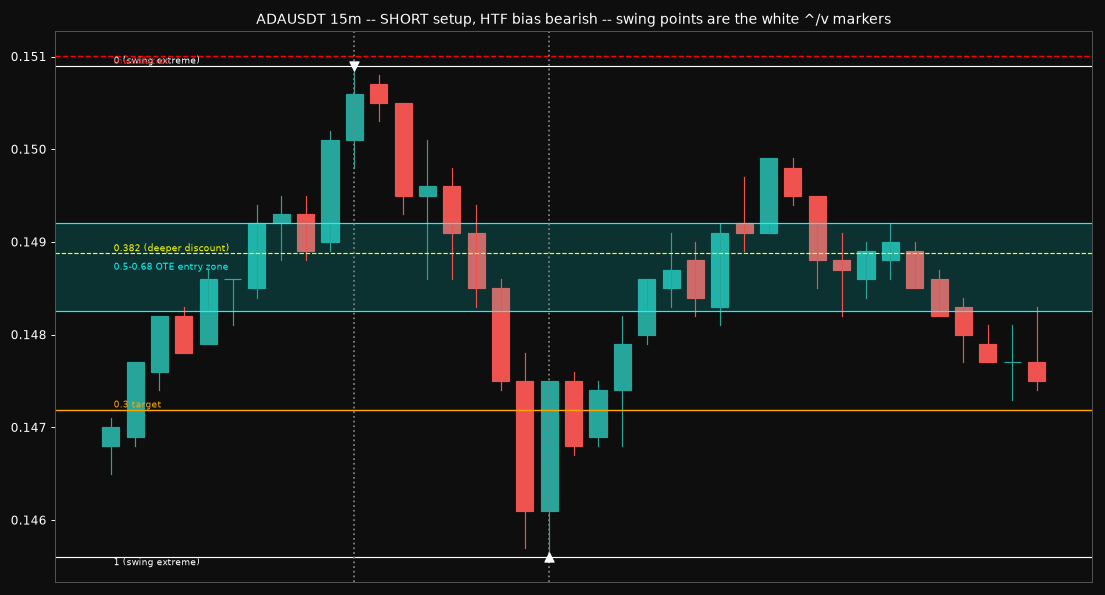 ADAUSDT 15m -- SHORT setup, HTF bias bearish -- swing points are the white ^/v markers
0.151
0 (swing extreme)
0.150
0.149
0.382 (deeper discount)
0.5-0.68 OTE entry zone
0.148
0.3 target
0.147
0.146
1 (swing extreme)